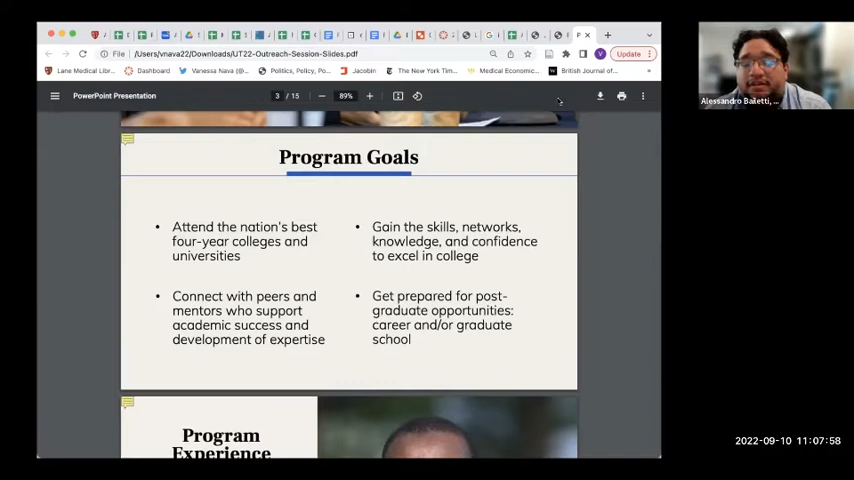 Update
File
/Users/vnava22/Downloads/UT22-Outreach-Session-Slides.pdf
Lane Medical Libr...
Dashboard
Vanessa Nava (@...
Politics, Policy, Po...
Jacobin
The New York Tim...
Medical Economic...
British Journal of...
PowerPoint Presentation
3 / 15
89%
Program Goals
• Attend the nation's best
four-year colleges and
universities
• Connect with peers and
mentors who support
academic success and
development of expertise
• Gain the skills, networks,
knowledge, and confidence
to excel in college
• Get prepared for post-
graduate opportunities:
career and/or graduate
school
Program
Experience
Alessandro Baletti, ...
2022-09-10 11:07:58